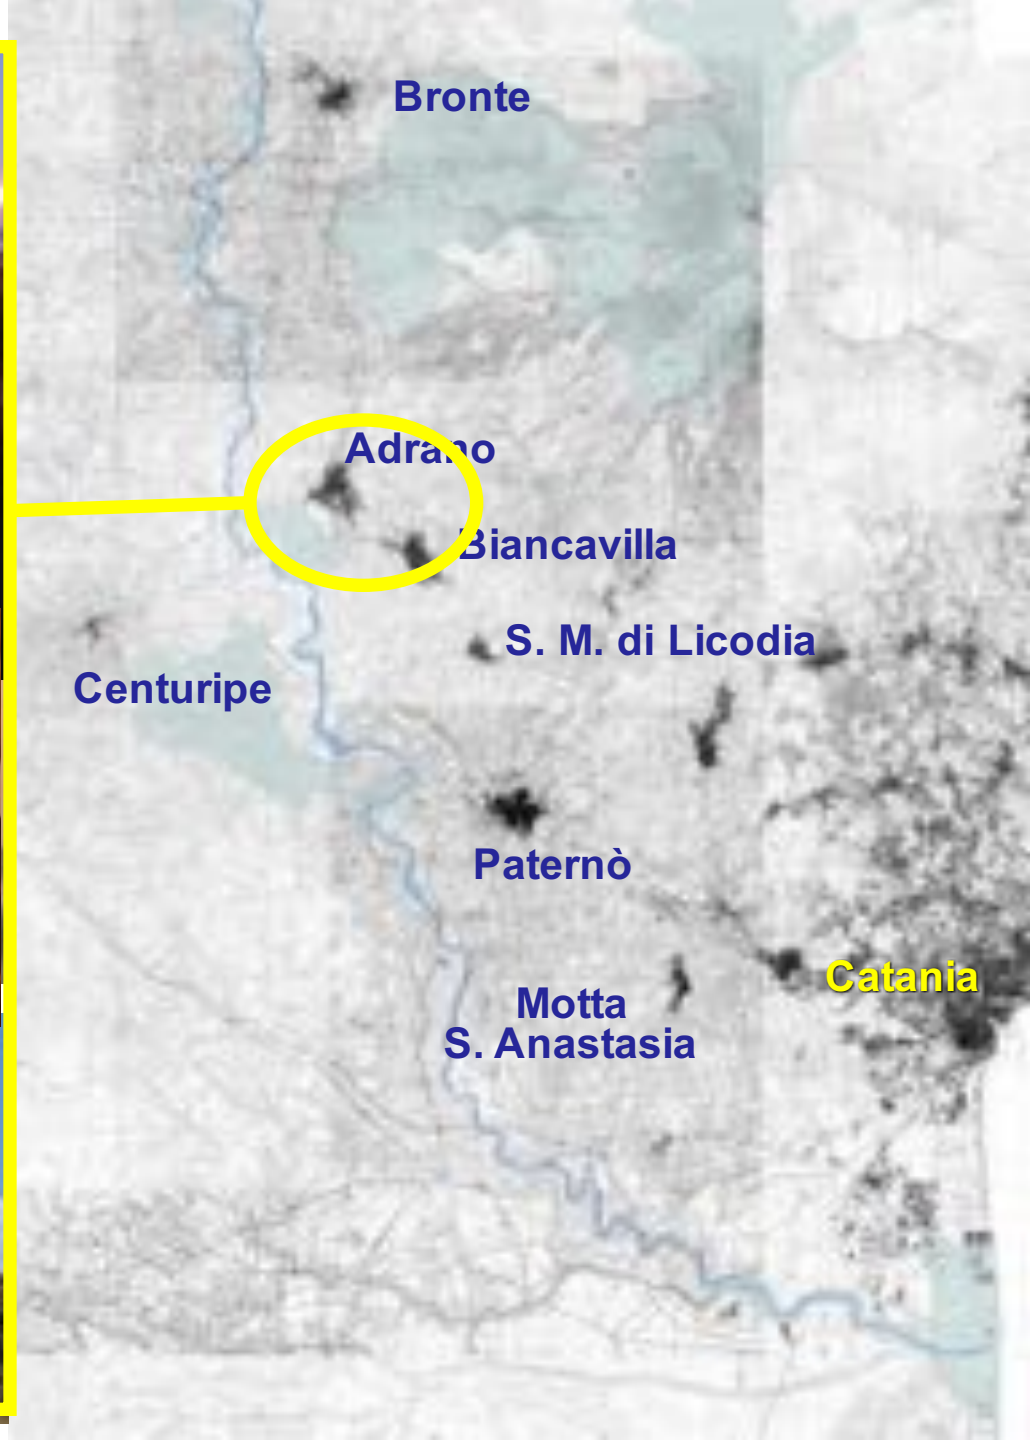 Bronte
Adrano
Biancavilla
S. M. di Licodia
Centuripe
Paternò
Catania
Motta
S. Anastasia